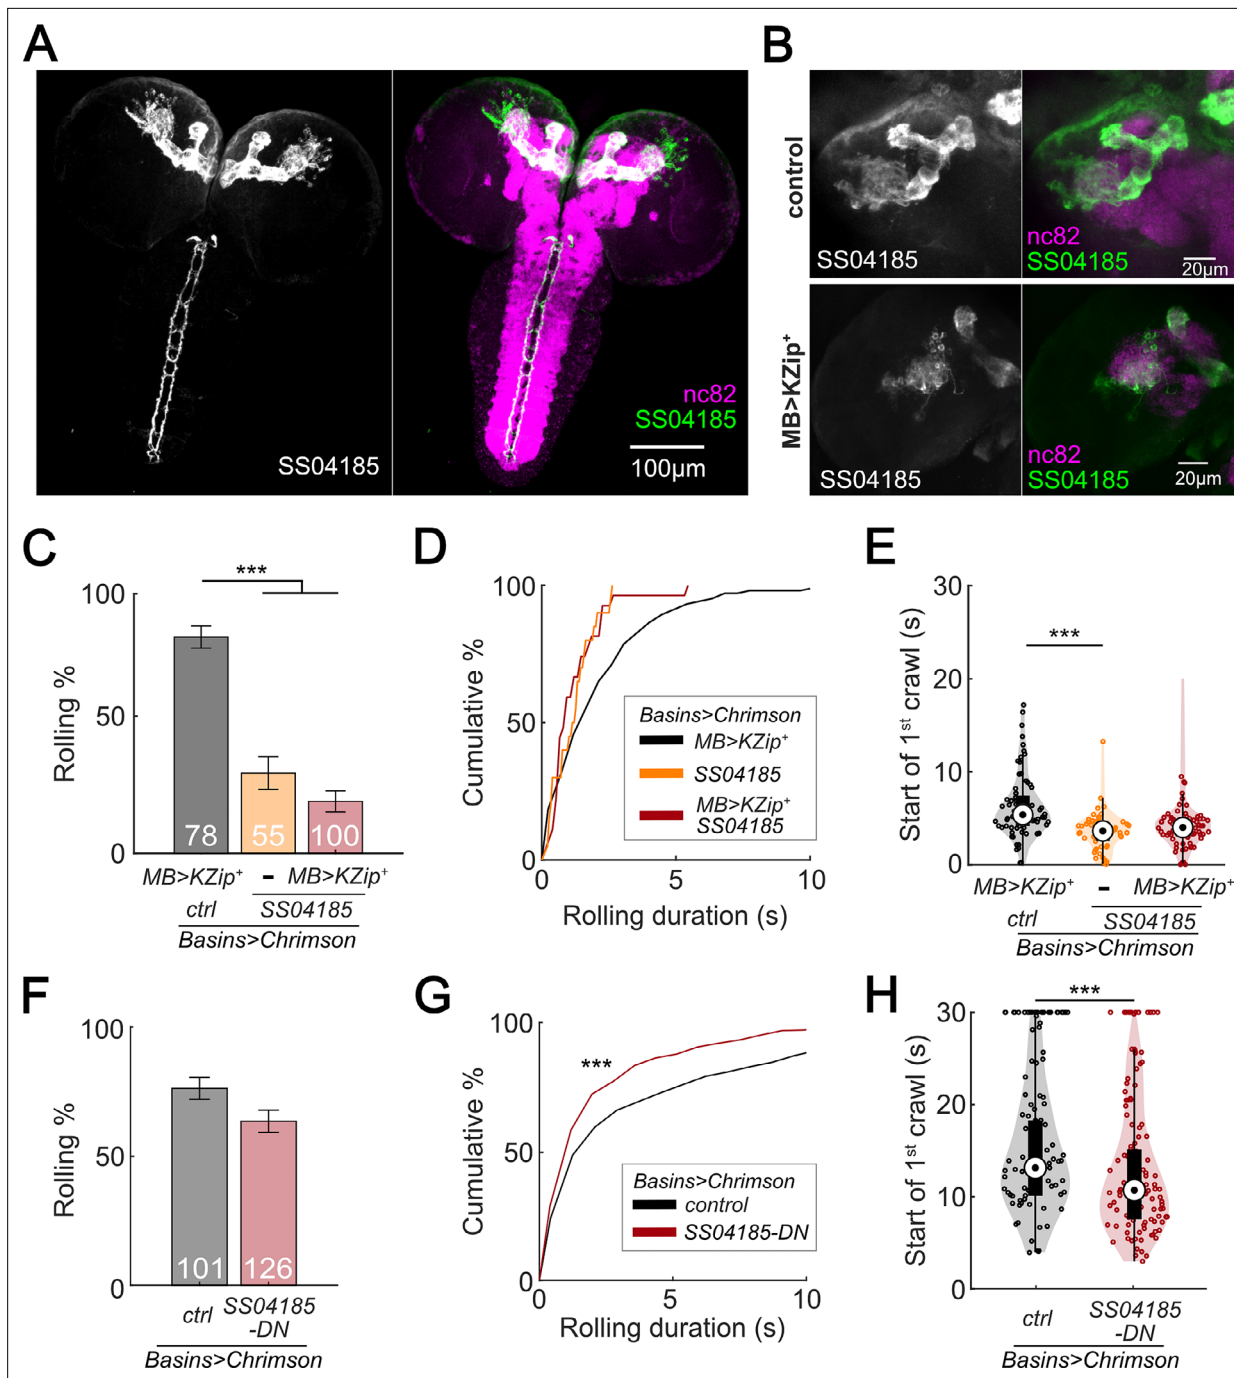 A
SS04185
nc82
SS04185
100µm
B
control
SS04185
nc82
SS04185
20µm
MB>KZip+
SS04185
nc82
SS04185
20µm
C
***
100
50
0
Rolling %
78
55
100
MB>KZip+
-
MB>KZip+
ctrl
SS04185
Basins>Chrimson
D
100
50
0
Cumulative %
Basins>Chrimson
MB>KZip+
SS04185
MB>KZip+
SS04185
0
5
10
Rolling duration (s)
E
30
20
10
0
Start of 1st crawl (s)
***
MB>KZip+
-
MB>KZip+
ctrl
SS04185
Basins>Chrimson
F
100
50
0
Rolling %
101
126
ctrl
SS04185
-DN
Basins>Chrimson
G
100
50
0
Cumulative %
***
Basins>Chrimson
control
SS04185-DN
0
5
10
Rolling duration (s)
H
***
30
20
10
0
Start of 1st crawl (s)
ctrl
SS04185
-DN
Basins>Chrimson